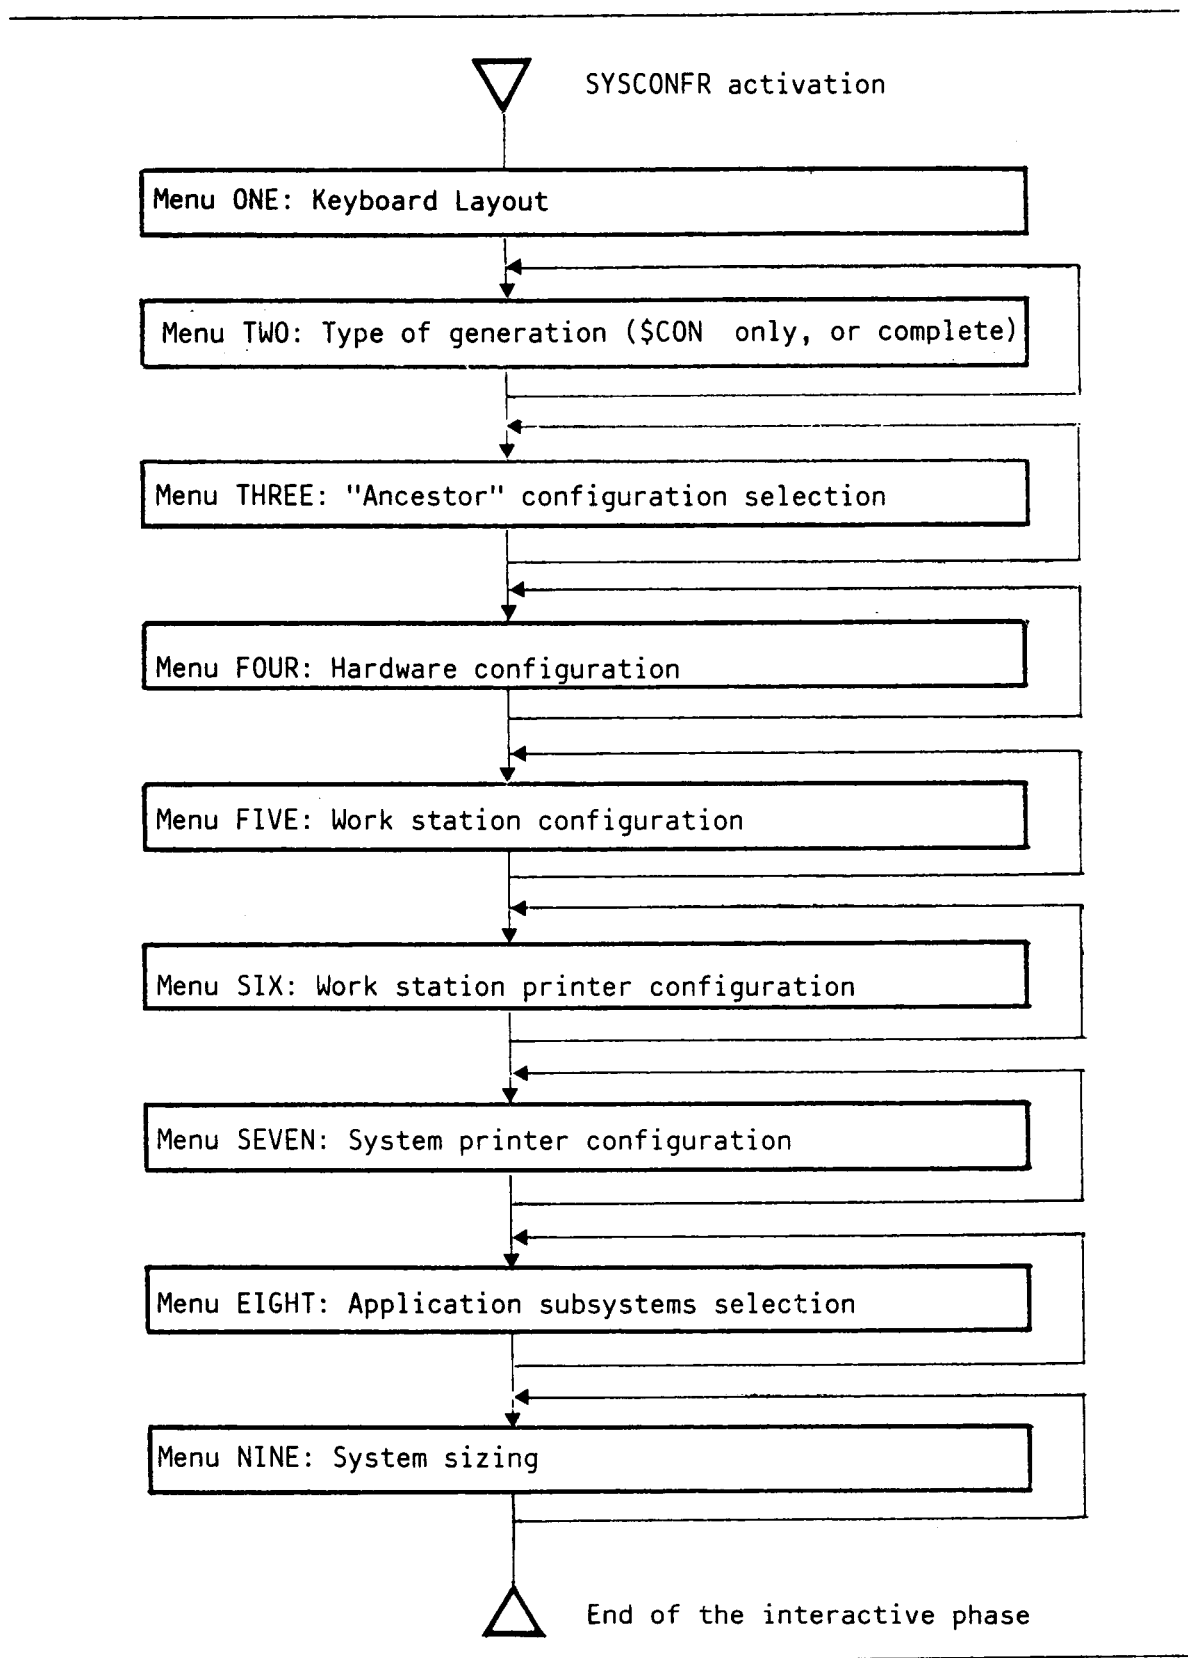 SYSCONFR activation
Menu ONE: Keyboard Layout
Menu TWO: Type of generation ($CON only, or complete)
Menu THREE: "Ancestor" configuration selection
Menu FOUR: Hardware configuration
Menu FIVE: Work station configuration
Menu SIX: Work station printer configuration
Menu SEVEN: System printer configuration
Menu EIGHT: Application subsystems selection
Menu NINE: System sizing
End of the interactive phase